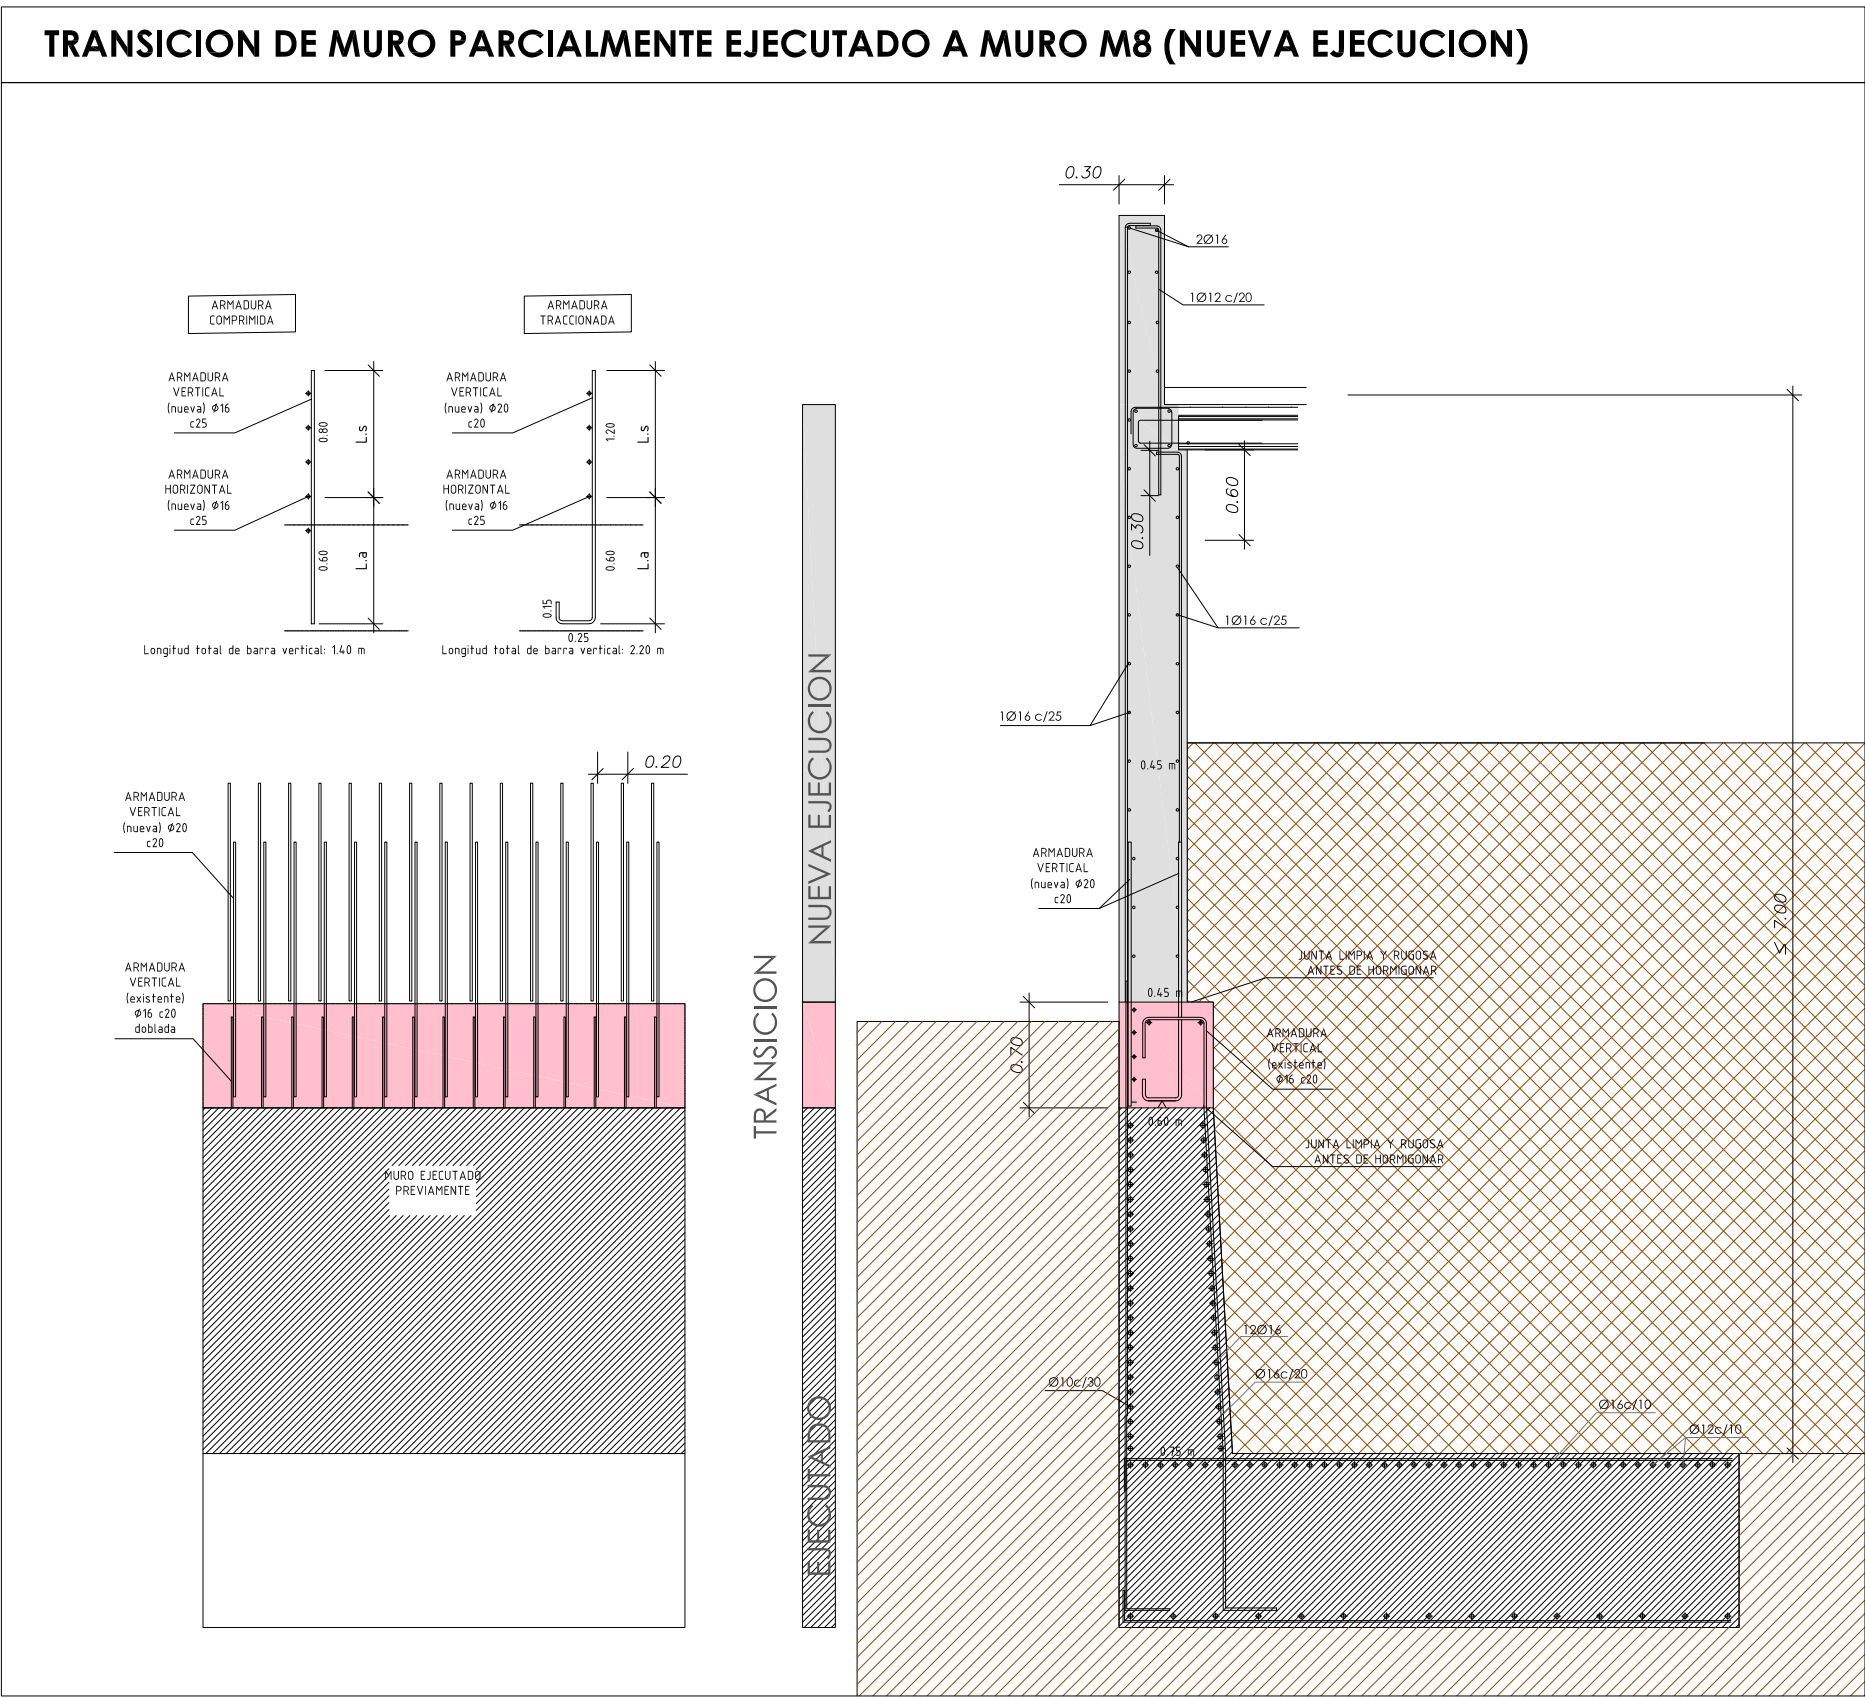 TRANSICION DE MURO PARCIALMENTE EJECUTADO A MURO M8 (NUEVA EJECUCION)
0.30
2Ø16
1Ø12 c/20
ARMADURA
COMPRIMIDA
ARMADURA
TRACCIONADA
ARMADURA
VERTICAL
(nueva) Ø16
c25
0.80
L.s
ARMADURA
HORIZONTAL
(nueva) Ø16
c25
0.60
L.a
Longitud total de barra vertical: 1.40 m
ARMADURA
VERTICAL
(nueva) Ø20
c20
1.20
L.s
ARMADURA
HORIZONTAL
(nueva) Ø16
c25
0.60
L.a
0.15
0.25
Longitud total de barra vertical: 2.20 m
0.60
0.30
1Ø16 c/25
1Ø16 c/25
0.45 m
0.20
ARMADURA
VERTICAL
(nueva) Ø20
c20
ARMADURA
VERTICAL
(existente)
Ø16 c20
doblada
MURO EJECUTADO
PREVIAMENTE
NUEVA EJECUCION
TRANSICION
EJECUTADO
ARMADURA
VERTICAL
(nueva) Ø20
c20
≤ 7.00
JUNTA LIMPIA Y RUGOSA
ANTES DE HORMIGONAR
0.45 m
0.70
ARMADURA
VERTICAL
(existente)
Ø16 c20
0.60 m
JUNTA LIMPIA Y RUGOSA
ANTES DE HORMIGONAR
12Ø16
Ø16c/20
Ø10c/30
Ø16c/10
Ø12c/10
0.75 m